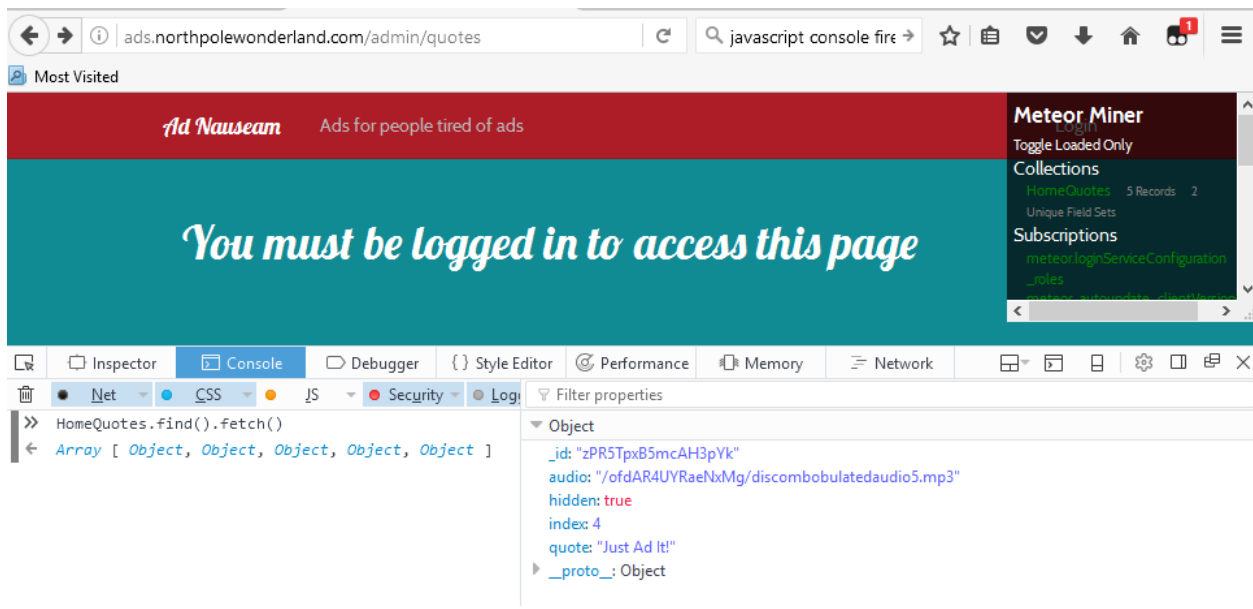 ads.northpolewonderland.com/admin/quotes
javascript console fire
1
Most Visited
Ad Nauseam
Ads for people tired of ads
Login
Meteor Miner
Toggle Loaded Only
Collections
HomeQuotes 5 Records 2
Unique Field Sets
Subscriptions
meteor.loginServiceConfiguration
_roles
meteor_autoupdate_clientVersion
You must be logged in to access this page
Inspector Console Debugger { } Style Editor Performance Memory Network
Net CSS JS Security Log
Filter properties
HomeQuotes.find().fetch()
Array [ Object, Object, Object, Object, Object ]
Object
_id: "zPR5TpxB5mcAH3pYk"
audio: "/ofdAR4UYRaeNxMg/discombobulatedaudio5.mp3"
hidden: true
index: 4
quote: "Just Ad It!"
__proto__: Object